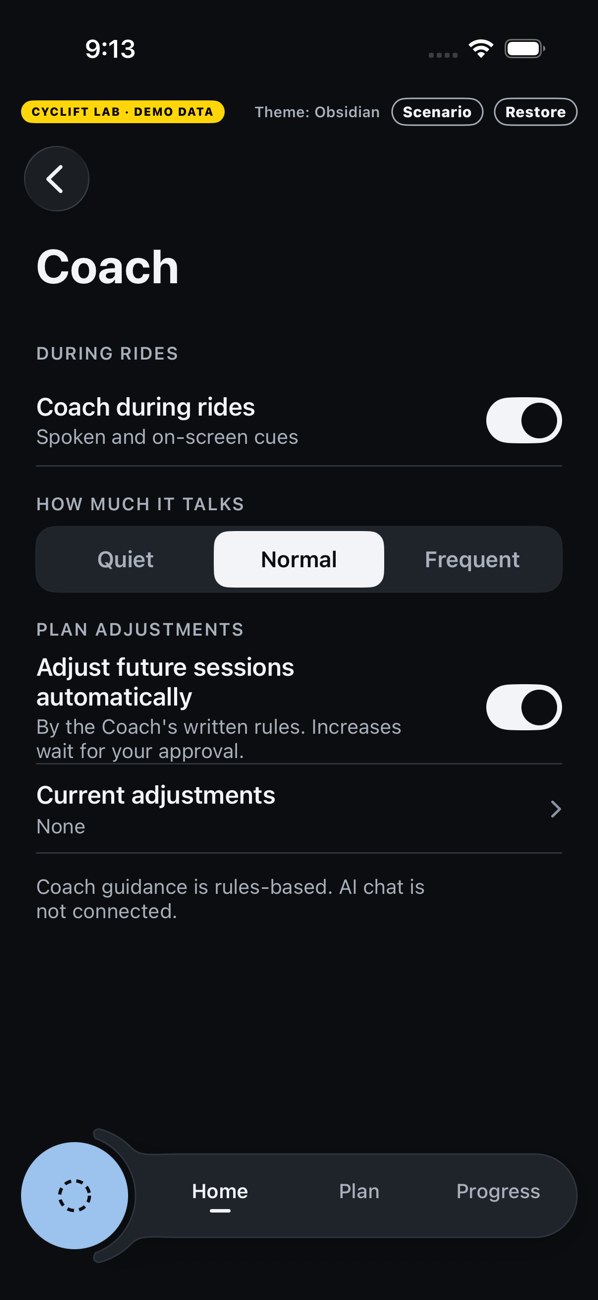 9:13
CYCLIFT LAB · DEMO DATA
Theme: Obsidian
Scenario
Restore
Coach
DURING RIDES
Coach during rides
Spoken and on-screen cues
HOW MUCH IT TALKS
Quiet
Normal
Frequent
PLAN ADJUSTMENTS
Adjust future sessions
automatically
By the Coach's written rules. Increases
wait for your approval.
Current adjustments
None
Coach guidance is rules-based. AI chat is
not connected.
Home
Plan
Progress